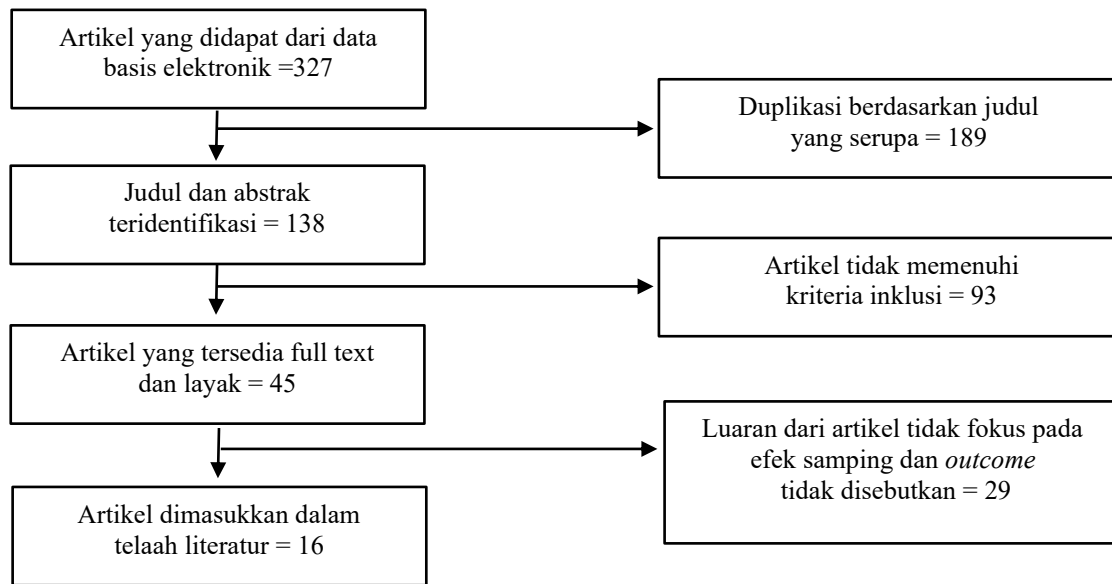 Artikel yang didapat dari data
basis elektronik =327
Duplikasi berdasarkan judul
yang serupa = 189
Judul dan abstrak
teridentifikasi = 138
Artikel tidak memenuhi
kriteria inklusi = 93
Artikel yang tersedia full text
dan layak = 45
Luaran dari artikel tidak fokus pada
efek samping dan outcome
tidak disebutkan = 29
Artikel dimasukkan dalam
telaah literatur = 16